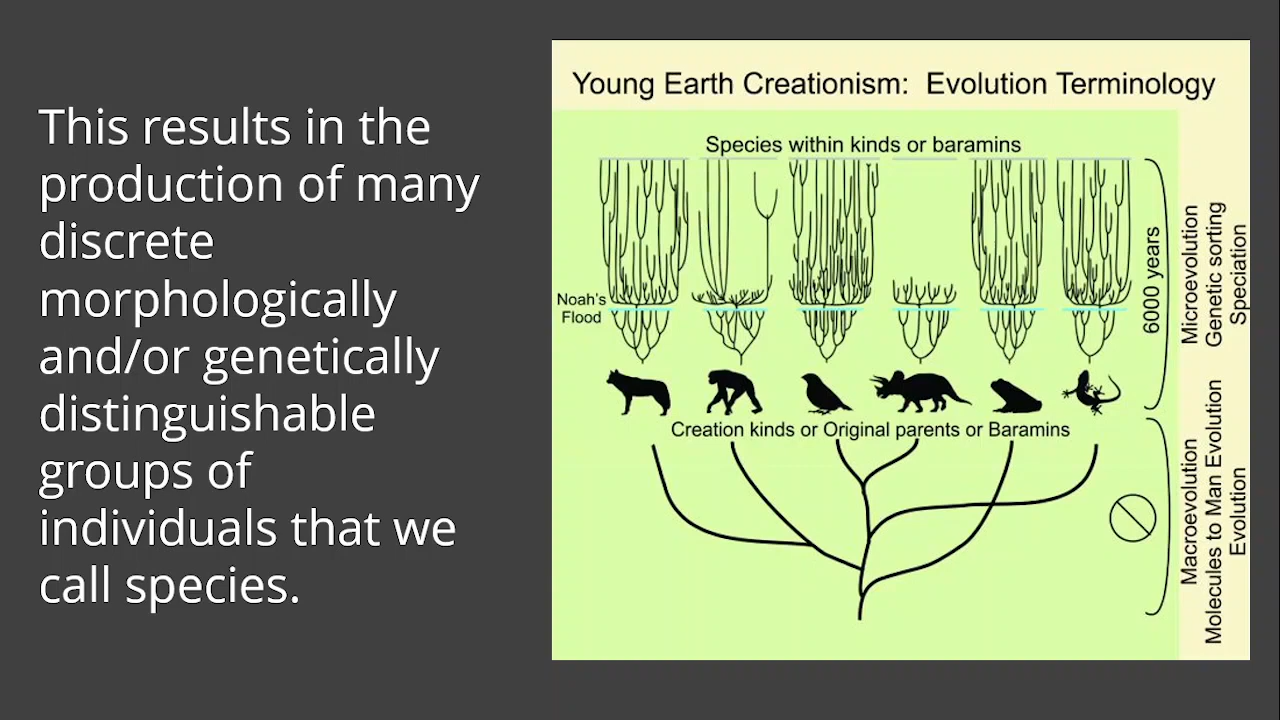 This results in the
production of many
discrete
morphologically
and/or genetically
distinguishable
groups of
individuals that we
call species.
Young Earth Creationism: Evolution Terminology
Species within kinds or baramins
Noah's
Flood
6000 years
Microevolution
Genetic sorting
Speciation
Creation kinds or Original parents or Baramins
Macroevolution
Molecules to Man Evolution
Evolution